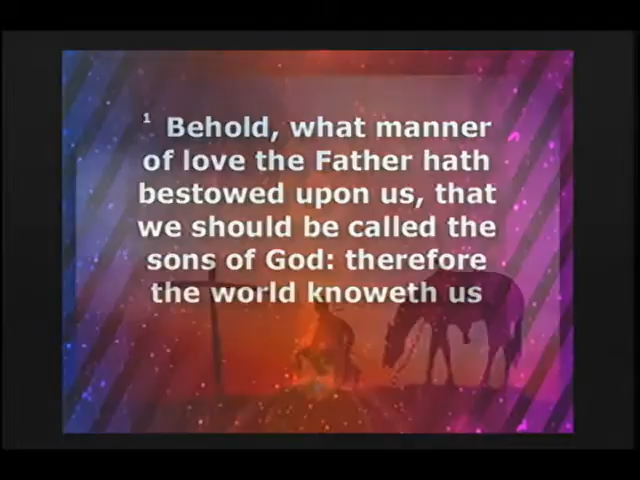 1 Behold, what manner
of love the Father hath
bestowed upon us, that
we should be called the
sons of God: therefore
the world knoweth us